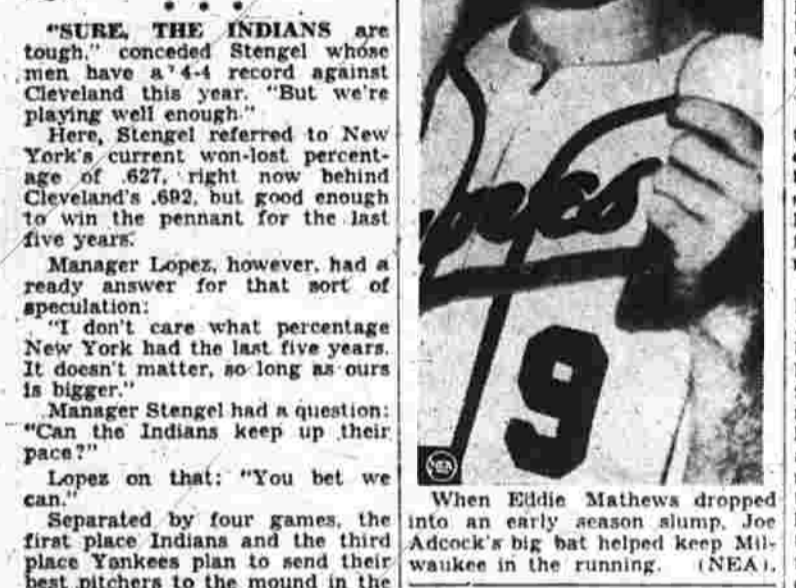 "SURE, THE INDIANS are
tough," conceded Stengel whose
men have a 4-4 record against
Cleveland this year. "But we're
playing well enough."
Here, Stengel referred to New
York's current won-lost percent-
age of .627, right now behind
Cleveland's .692, but good enough
to win the pennant for the last
five years.
Manager Lopez, however, had a
ready answer for that sort of
speculation:
"I don't care what percentage
New York had the last five years.
It doesn't matter, so long as ours
is bigger."
Manager Stengel had a question:
"Can the Indians keep up their
pace?"
Lopez on that: "You bet we
can."
Separated by four games, the
first place Indians and the third
place Yankees plan to send their
best pitchers to the mound in the
9
NEA
When Eddie Mathews dropped
into an early season slump, Joe
Adcock's big bat helped keep Mil-
waukee in the running. (NEA).